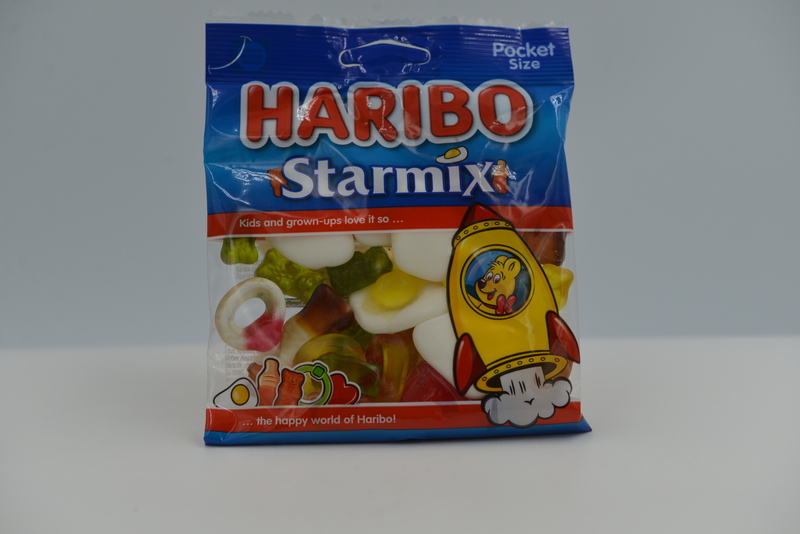 Pocket
Size
HARIBO
Starmix
Kids and grown-ups love it so ...
... the happy world of Haribo!